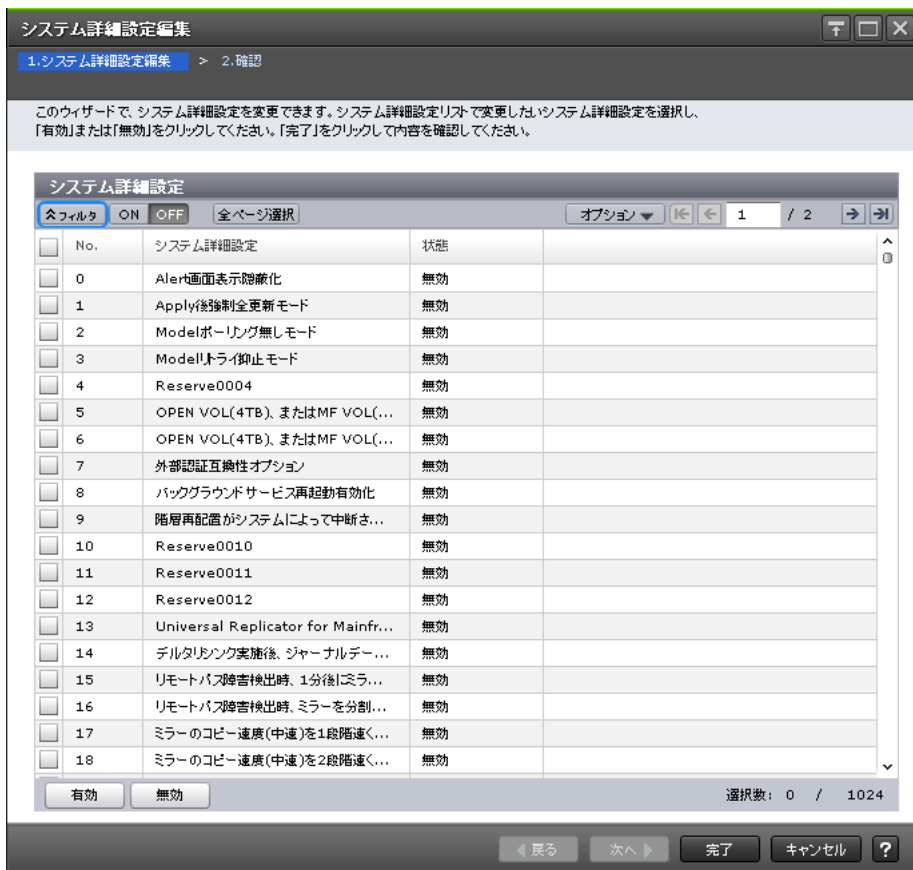 システム詳細設定編集
1.システム詳細設定編集 > 2.確認
このウィザードで、システム詳細設定を変更できます。システム詳細設定リストで変更したいシステム詳細設定を選択し、
「有効」または「無効」をクリックしてください。「完了」をクリックして内容を確認してください。
システム詳細設定
フィルタ ON OFF 全ページ選択 オプション 1 / 2
No. システム詳細設定 状態
0 Alert画面表示隠蔽化 無効
1 Apply後強制全更新モード 無効
2 Modelポーリング無しモード 無効
3 Modelリトライ抑止モード 無効
4 Reserve0004 無効
5 OPEN VOL(4TB)、またはMF VOL(... 無効
6 OPEN VOL(4TB)、またはMF VOL(... 無効
7 外部認証互換性オプション 無効
8 バックグラウンドサービス再起動有効化 無効
9 階層再配置がシステムによって中断さ... 無効
10 Reserve0010 無効
11 Reserve0011 無効
12 Reserve0012 無効
13 Universal Replicator for Mainfr... 無効
14 デルタリシンク実施後、ジャーナルデー... 無効
15 リモートパス障害検出時、1分後にミラ... 無効
16 リモートパス障害検出時、ミラーを分割... 無効
17 ミラーのコピー速度(中速)を1段階速く... 無効
18 ミラーのコピー速度(中速)を2段階速く... 無効
有効 無効 選択数: 0 / 1024
戻る 次へ 完了 キャンセル ?